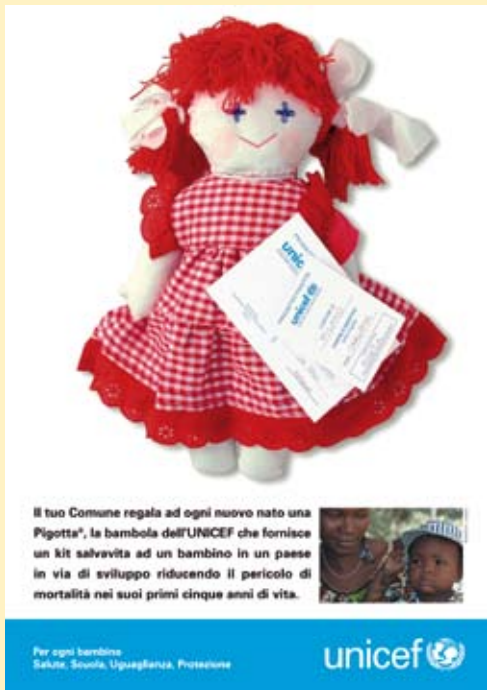 unic
unicef
Il tuo Comune regala ad ogni nuovo nato una
Pigotta®, la bambola dell'UNICEF che fornisce
un kit salvavita ad un bambino in un paese
in via di sviluppo riducendo il pericolo di
mortalità nei suoi primi cinque anni di vita.
Per ogni bambino
Salute, Scuola, Uguaglianza, Protezione
unicef